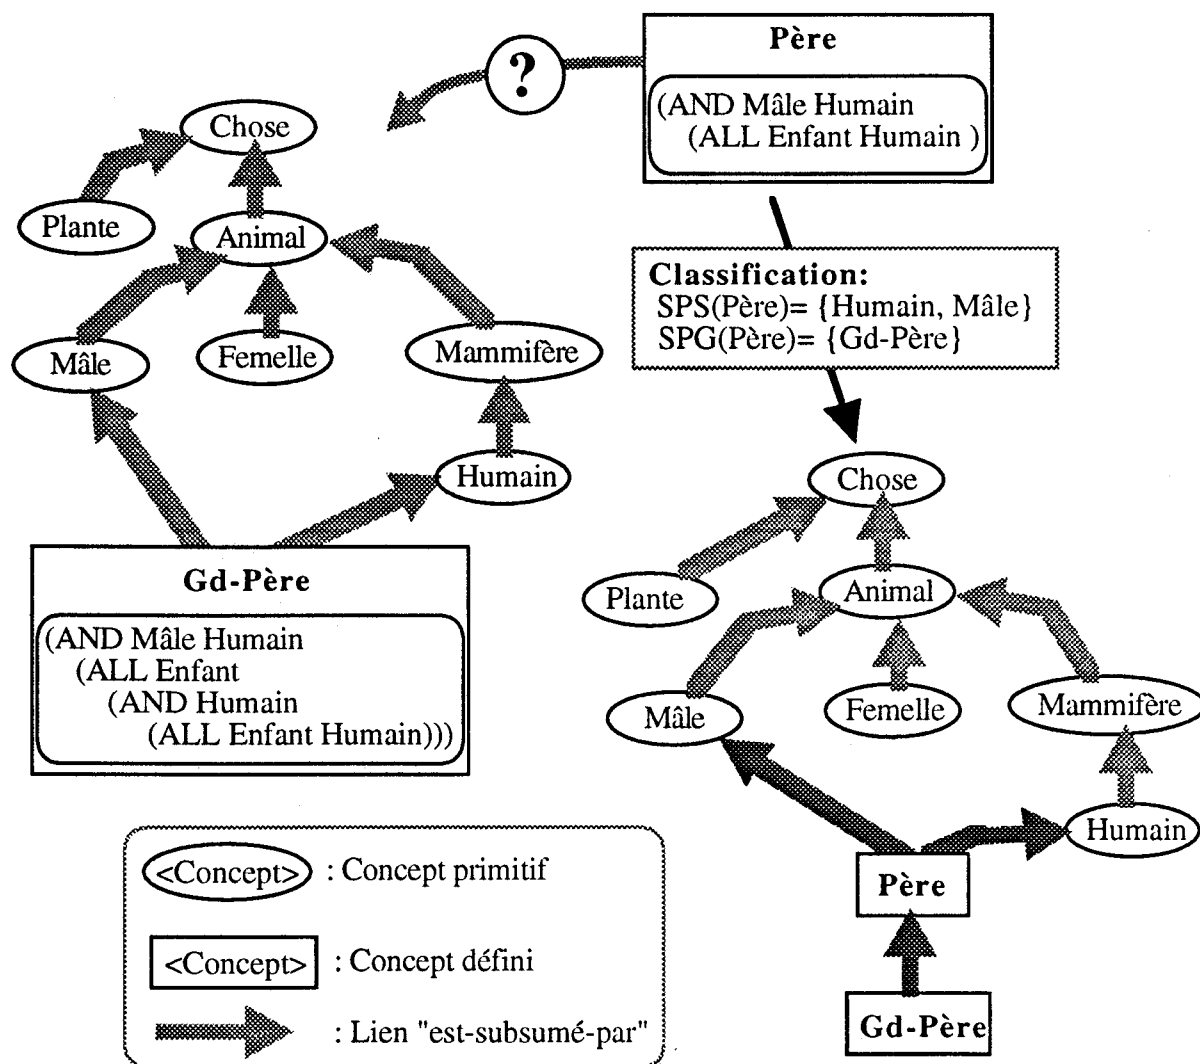 Père
(AND Mâle Humain
(ALL Enfant Humain )
?
Chose
Plante
Animal
Mâle
Femelle
Mammifère
Humain
Gd-Père
(AND Mâle Humain
(ALL Enfant
(AND Humain
(ALL Enfant Humain)))
Classification:
SPS(Père)= {Humain, Mâle}
SPG(Père)= {Gd-Père}
Chose
Plante
Animal
Mâle
Femelle
Mammifère
Humain
Père
Gd-Père
<Concept> : Concept primitif
<Concept> : Concept défini
: Lien "est-subsumé-par"